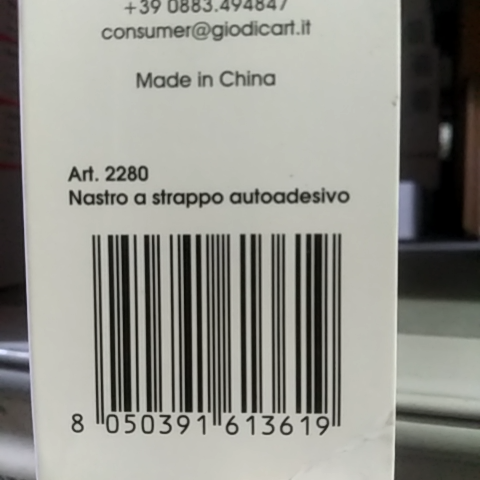 +39 0883.494847
consumer@giodicart.it
Made in China
Art. 2280
Nastro a strappo autoadesivo
8 050391 613619